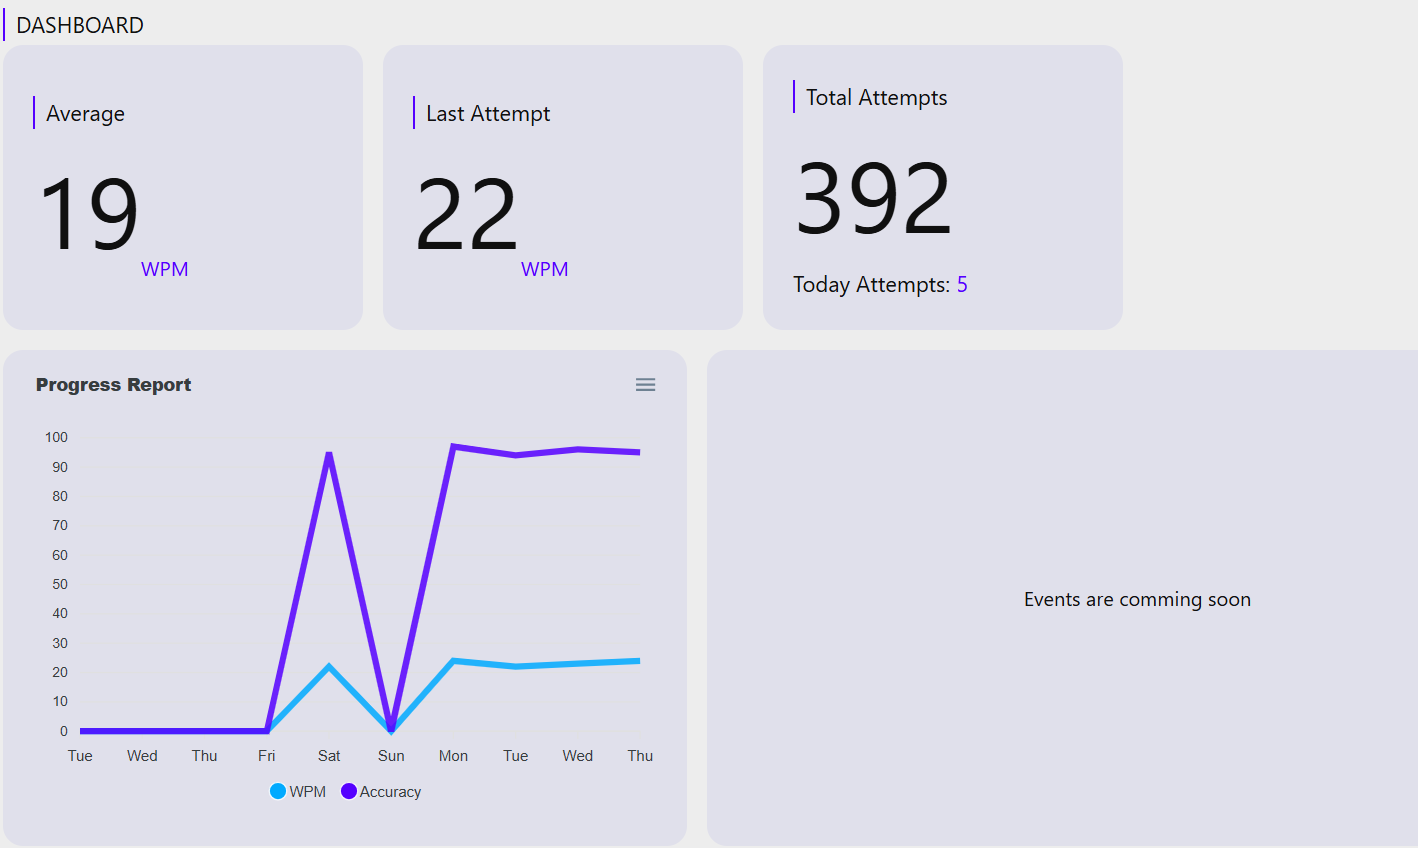 DASHBOARD
Average
19
WPM
Last Attempt
22
WPM
Total Attempts
392
Today Attempts: 5
Progress Report
100
90
80
70
60
50
40
30
20
10
0
Tue Wed Thu Fri Sat Sun Mon Tue Wed Thu
WPM Accuracy
Events are comming soon